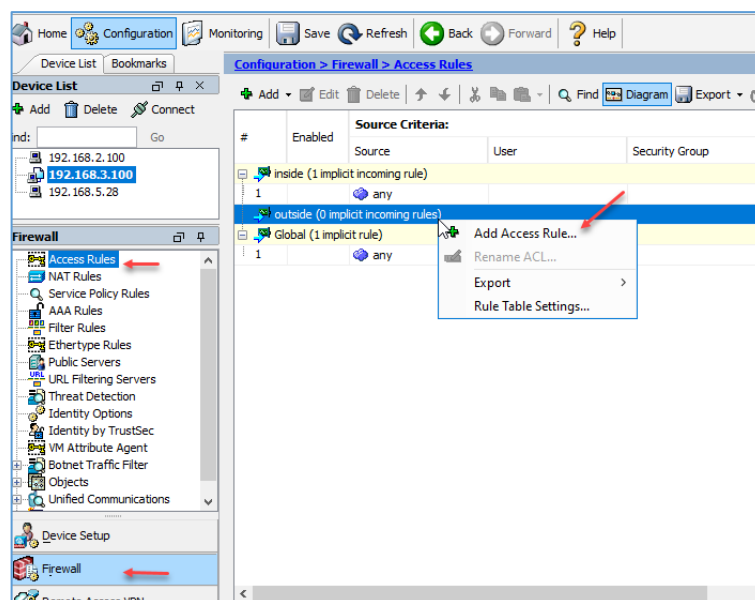 Home Configuration Monitoring Save Refresh Back Forward Help
Device List Bookmarks
Configuration > Firewall > Access Rules
Device List
Add Delete Connect
Add Edit Delete Find Diagram Export
ind: Go
192.168.2.100
192.168.3.100
192.168.5.28
# Enabled Source Criteria:
Source User Security Group
inside (1 implicit incoming rule)
1 any
outside (0 implicit incoming rules)
Global (1 implicit rule)
1 any
Add Access Rule...
Rename ACL...
Export
Rule Table Settings...
Firewall
Access Rules
NAT Rules
Service Policy Rules
AAA Rules
Filter Rules
Ethertype Rules
Public Servers
URL Filtering Servers
Threat Detection
Identity Options
Identity by TrustSec
VM Attribute Agent
Botnet Traffic Filter
Objects
Unified Communications
Device Setup
Firewall